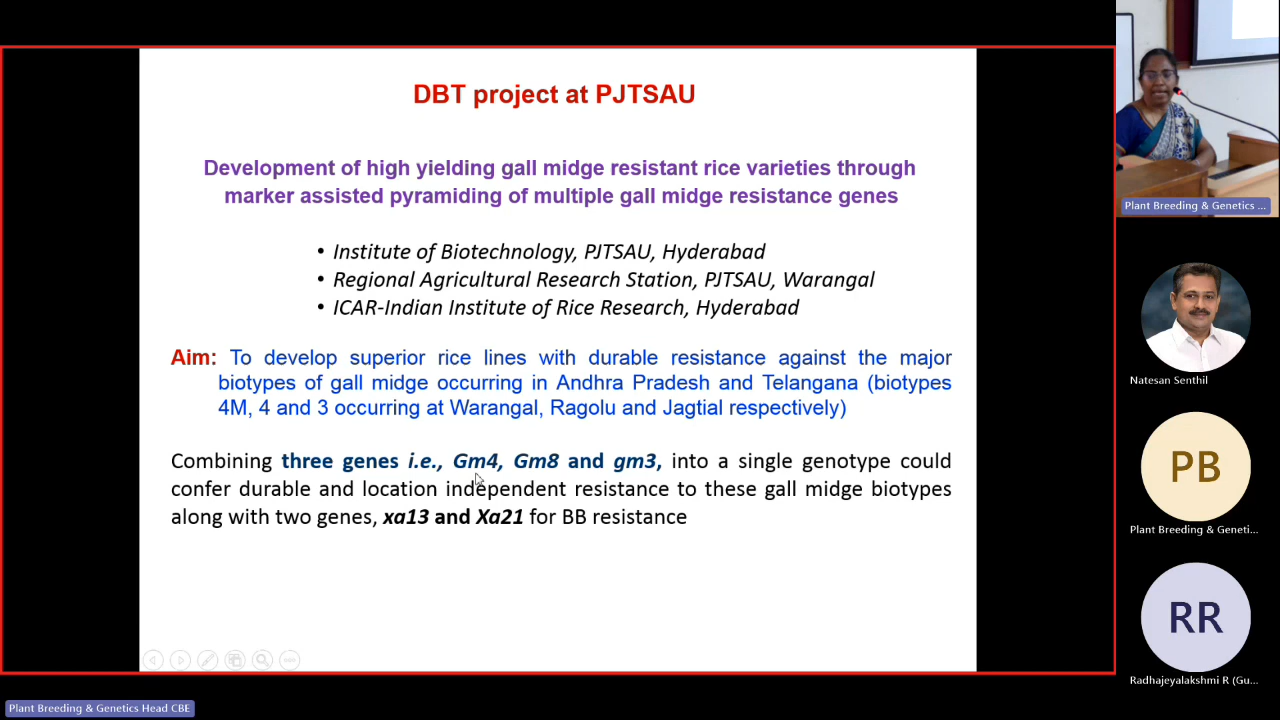 DBT project at PJTSAU
Development of high yielding gall midge resistant rice varieties through
marker assisted pyramiding of multiple gall midge resistance genes
• Institute of Biotechnology, PJTSAU, Hyderabad
• Regional Agricultural Research Station, PJTSAU, Warangal
• ICAR-Indian Institute of Rice Research, Hyderabad
Aim: To develop superior rice lines with durable resistance against the major
biotypes of gall midge occurring in Andhra Pradesh and Telangana (biotypes
4M, 4 and 3 occurring at Warangal, Ragolu and Jagtial respectively)
Combining three genes i.e., Gm4, Gm8 and gm3, into a single genotype could
confer durable and location independent resistance to these gall midge biotypes
along with two genes, xa13 and Xa21 for BB resistance
Plant Breeding & Genetics Head CBE
Plant Breeding & Genetics ...
Natesan Senthil
PB
Plant Breeding & Geneti...
RR
Radhajeyalakshmi R (Gu...